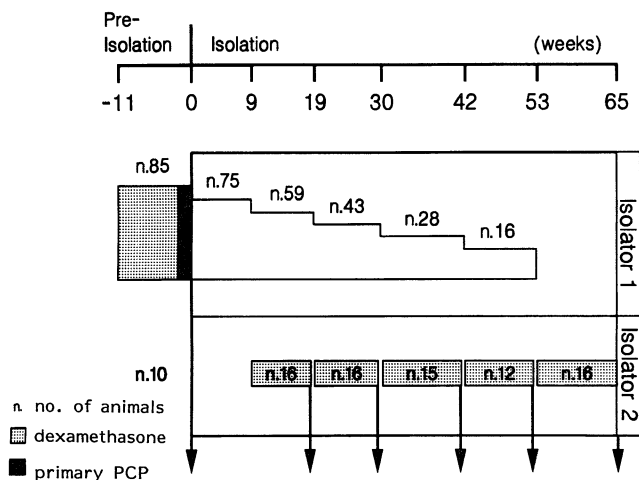 Pre-
Isolation Isolation (weeks)
-11 0 9 19 30 42 53 65
n.85
n.75
n.59
n.43
n.28
n.16
Isolator 1
n.10 n.16 n.16 n.15 n.12 n.16
Isolator 2
n. no. of animals
dexamethasone
primary PCP